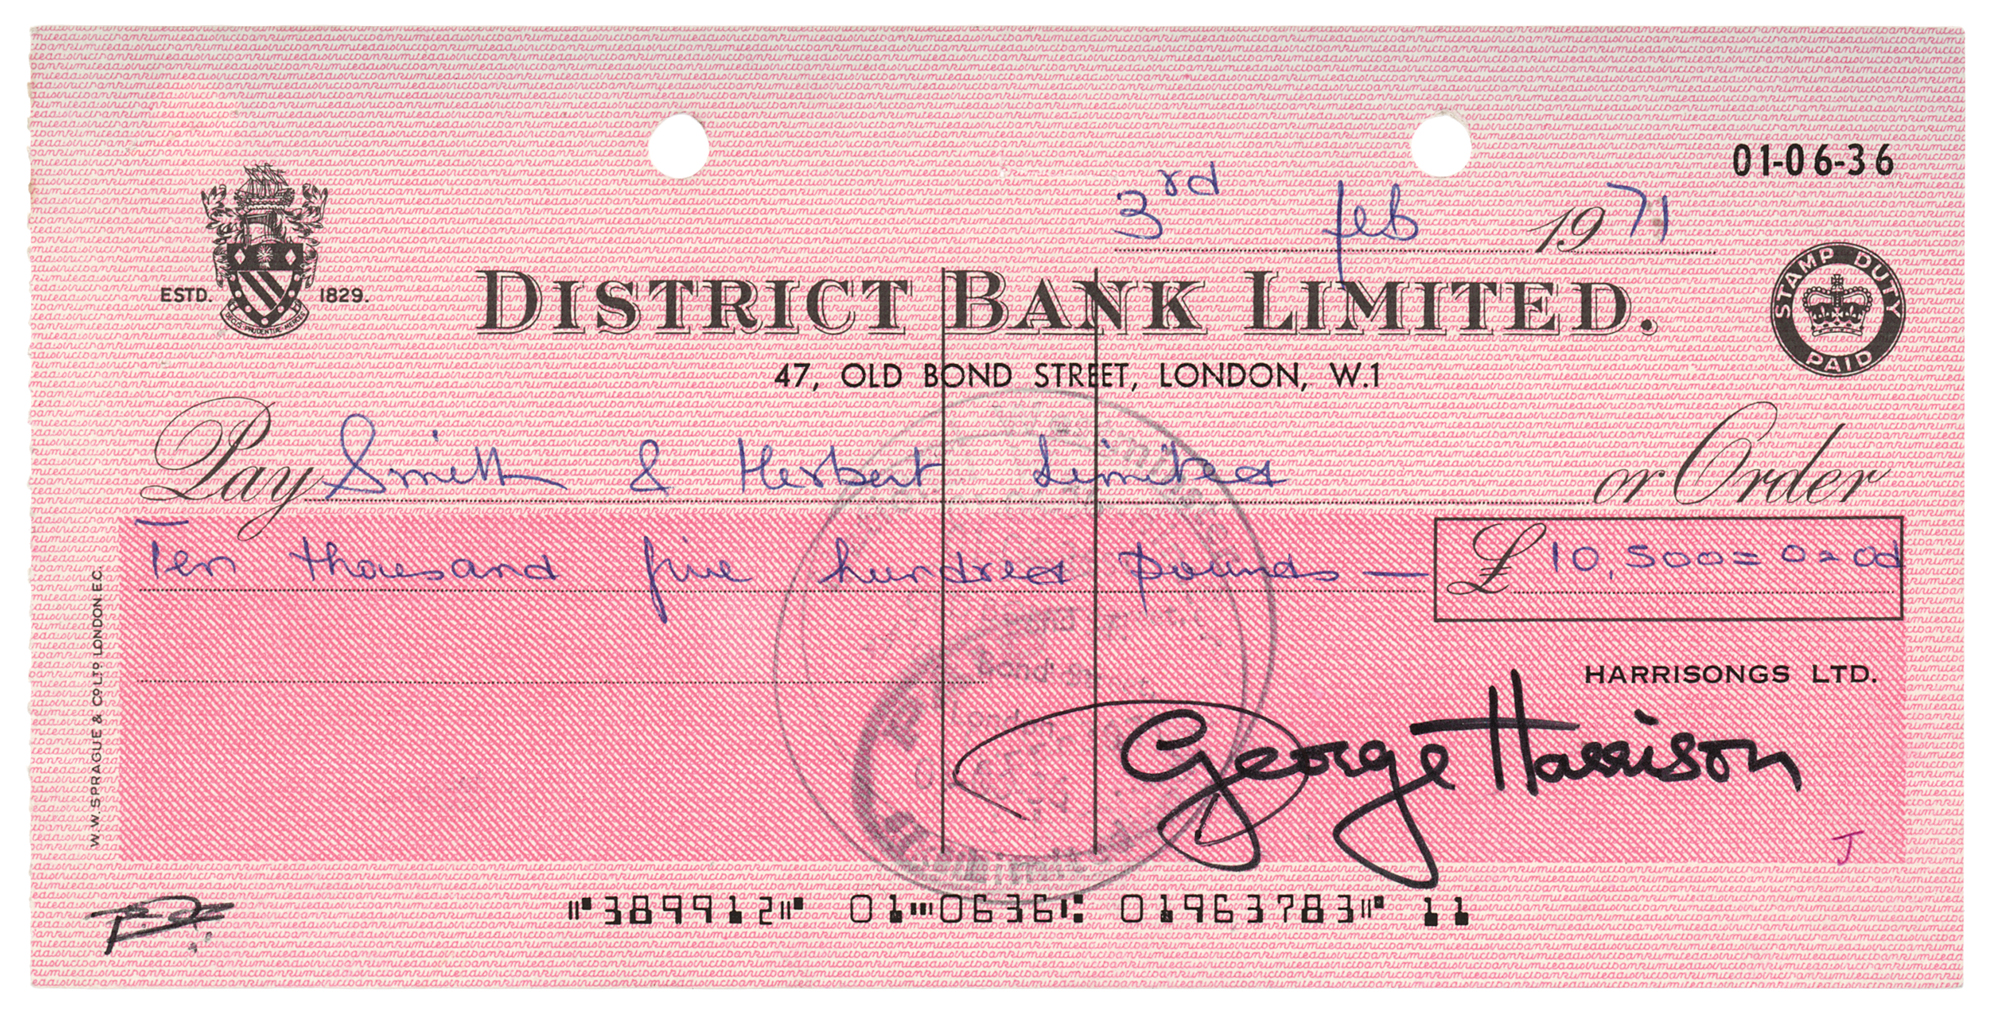 01-06-36
3rd feb 1971
ESTD. 1829.
DISTRICT BANK LIMITED.
STAMP DUTY PAID
47, OLD BOND STREET, LONDON, W.1
Pay Smith & Herbert Limited or Order
Ten thousand five hundred pounds —
£10,500=0=0d
HARRISONGS LTD.
George Harrison
J
W.W. SPRAGUE & CO LTD. LONDON E.C.
⑈389912⑈ 01⑉0636⑆ 01963783⑈ 11